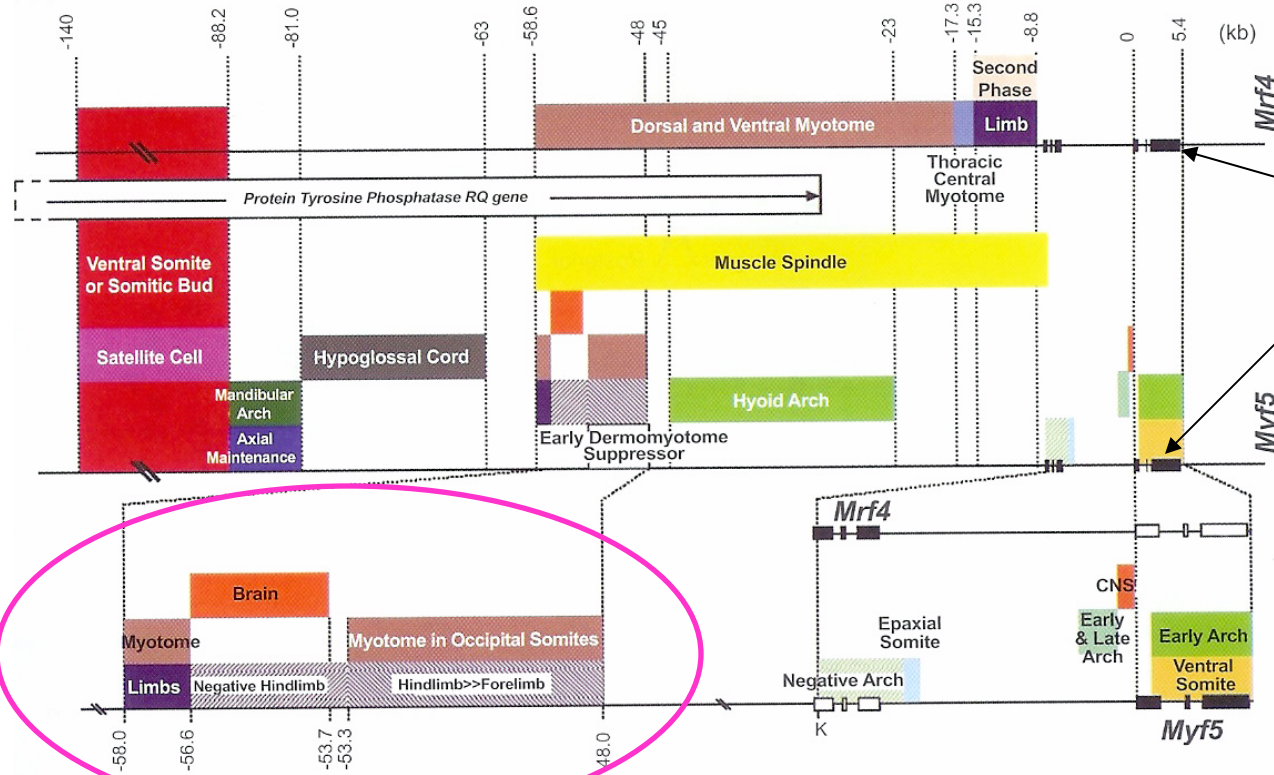 -140
-88.2
-81.0
-63
-58.6
-48
-45
-23
-17.3
-15.3
-8.8
0
5.4
(kb)
Second
Phase
Dorsal and Ventral Myotome
Limb
Mrf4
Thoracic
Central
Myotome
Protein Tyrosine Phosphatase RQ gene
Ventral Somite
or Somitic Bud
Muscle Spindle
Satellite Cell
Hypoglossal Cord
Mandibular
Arch
Hyoid Arch
Axial
Maintenance
Early Dermomyotome
Suppressor
Myf5
Mrf4
Brain
CNS
Myotome
Myotome in Occipital Somites
Epaxial
Somite
Early
& Late
Arch
Early Arch
Limbs
Negative Hindlimb
Hindlimb>>Forelimb
Negative Arch
Ventral
Somite
K
Myf5
-58.0
-56.6
-53.7
-53.3
-48.0